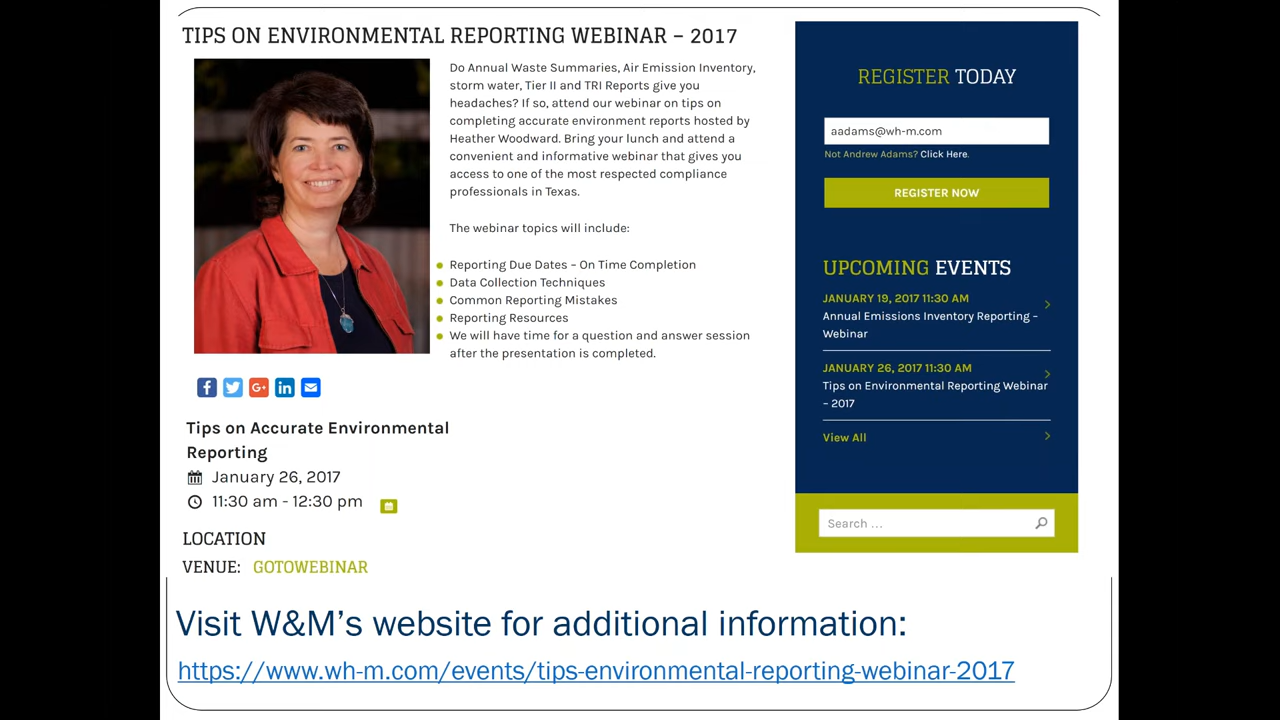 TIPS ON ENVIRONMENTAL REPORTING WEBINAR – 2017
Do Annual Waste Summaries, Air Emission Inventory,
storm water, Tier II and TRI Reports give you
headaches? If so, attend our webinar on tips on
completing accurate environment reports hosted by
Heather Woodward. Bring your lunch and attend a
convenient and informative webinar that gives you
access to one of the most respected compliance
professionals in Texas.
The webinar topics will include:
Reporting Due Dates – On Time Completion
Data Collection Techniques
Common Reporting Mistakes
Reporting Resources
We will have time for a question and answer session
after the presentation is completed.
Tips on Accurate Environmental
Reporting
January 26, 2017
11:30 am - 12:30 pm
LOCATION
VENUE: GOTOWEBINAR
REGISTER TODAY
aadams@wh-m.com
Not Andrew Adams? Click Here.
REGISTER NOW
UPCOMING EVENTS
JANUARY 19, 2017 11:30 AM
Annual Emissions Inventory Reporting –
Webinar
JANUARY 26, 2017 11:30 AM
Tips on Environmental Reporting Webinar
– 2017
View All
Search ...
Visit W&M’s website for additional information:
https://www.wh-m.com/events/tips-environmental-reporting-webinar-2017